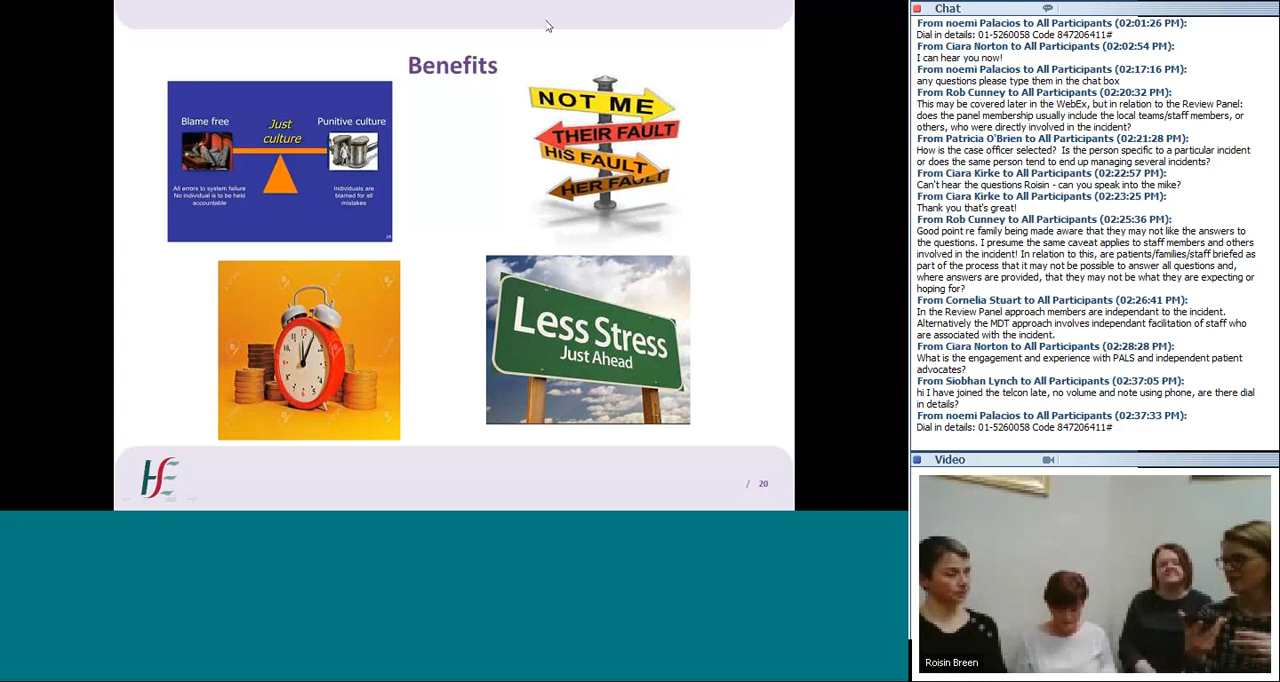 Benefits
Blame free
Just
culture
Punitive culture
All errors to system failure
No individual is to be held
accountable
Individuals are
blamed for all
mistakes
NOT ME
THEIR FAULT
HIS FAULT
HER FAULT
Less Stress
Just Ahead
/ 20
Chat
From noemi Palacios to All Participants (02:01:26 PM):
Dial in details: 01-5260058 Code 847206411#
From Ciara Norton to All Participants (02:02:54 PM):
I can hear you now!
From noemi Palacios to All Participants (02:17:16 PM):
any questions please type them in the chat box
From Rob Cunney to All Participants (02:20:32 PM):
This may be covered later in the WebEx, but in relation to the Review Panel:
does the panel membership usually include the local teams/staff members, or
others, who were directly involved in the incident?
From Patricia O'Brien to All Participants (02:21:28 PM):
How is the case officer selected? Is the person specific to a particular incident
or does the same person tend to end up managing several incidents?
From Ciara Kirke to All Participants (02:22:57 PM):
Can't hear the questions Roisin - can you speak into the mike?
From Ciara Kirke to All Participants (02:23:25 PM):
Thank you that's great!
From Rob Cunney to All Participants (02:25:36 PM):
Good point re family being made aware that they may not like the answers to
the questions. I presume the same caveat applies to staff members and others
involved in the incident! In relation to this, are patients/families/staff briefed as
part of the process that it may not be possible to answer all questions and,
where answers are provided, that they may not be what they are expecting or
hoping for?
From Cornelia Stuart to All Participants (02:26:41 PM):
In the Review Panel approach members are independant to the incident.
Alternatively the MDT approach involves independant facilitation of staff who
are associated with the incident.
From Ciara Norton to All Participants (02:28:28 PM):
What is the engagement and experience with PALS and independent patient
advocates?
From Siobhan Lynch to All Participants (02:37:05 PM):
hi I have joined the telcon late, no volume and note using phone, are there dial
in details?
From noemi Palacios to All Participants (02:37:33 PM):
Dial in details: 01-5260058 Code 847206411#
Video
Roisin Breen